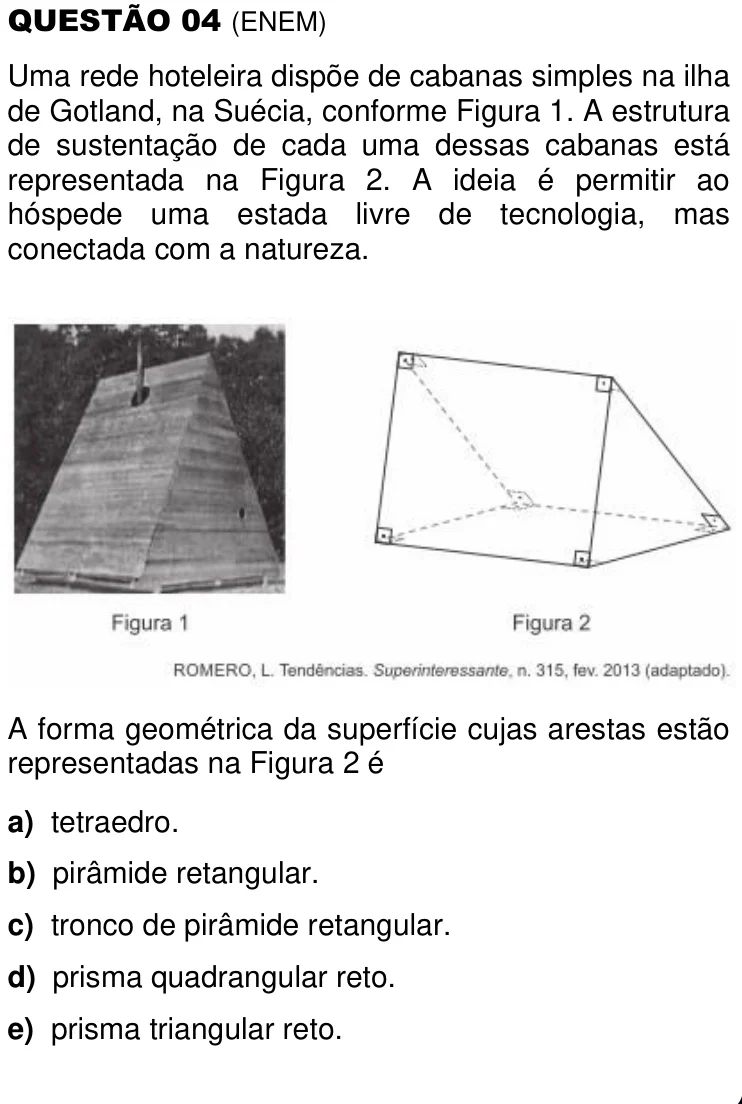 QUESTÃO 04 (ENEM)
Uma rede hoteleira dispõe de cabanas simples na ilha
de Gotland, na Suécia, conforme Figura 1. A estrutura
de sustentação de cada uma dessas cabanas está
representada na Figura 2. A ideia é permitir ao
hóspede uma estada livre de tecnologia, mas
conectada com a natureza.
Figura 1
Figura 2
ROMERO, L. Tendências. Superinteressante, n. 315, fev. 2013 (adaptado).
A forma geométrica da superfície cujas arestas estão
representadas na Figura 2 é
a) tetraedro.
b) pirâmide retangular.
c) tronco de pirâmide retangular.
d) prisma quadrangular reto.
e) prisma triangular reto.